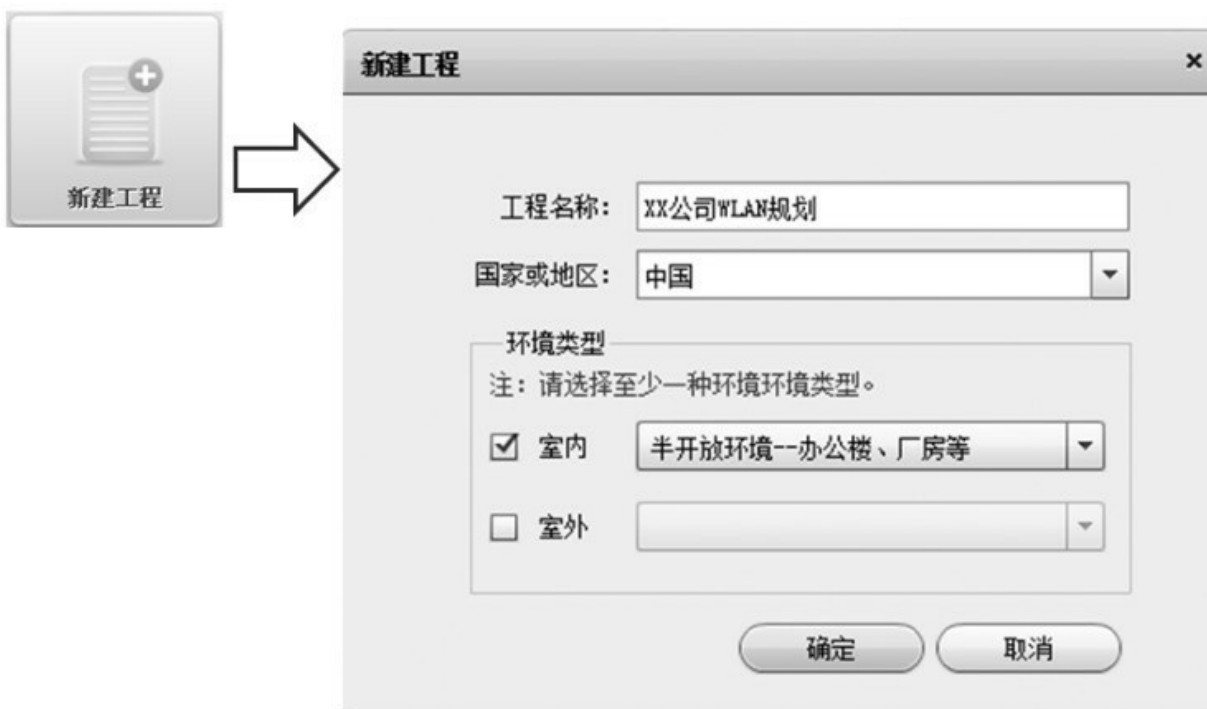 新建工程
新建工程
×
工程名称: XX公司WLAN规划
国家或地区: 中国
环境类型
注: 请选择至少一种环境环境类型。
室内 半开放环境--办公楼、厂房等
室外
确定 取消